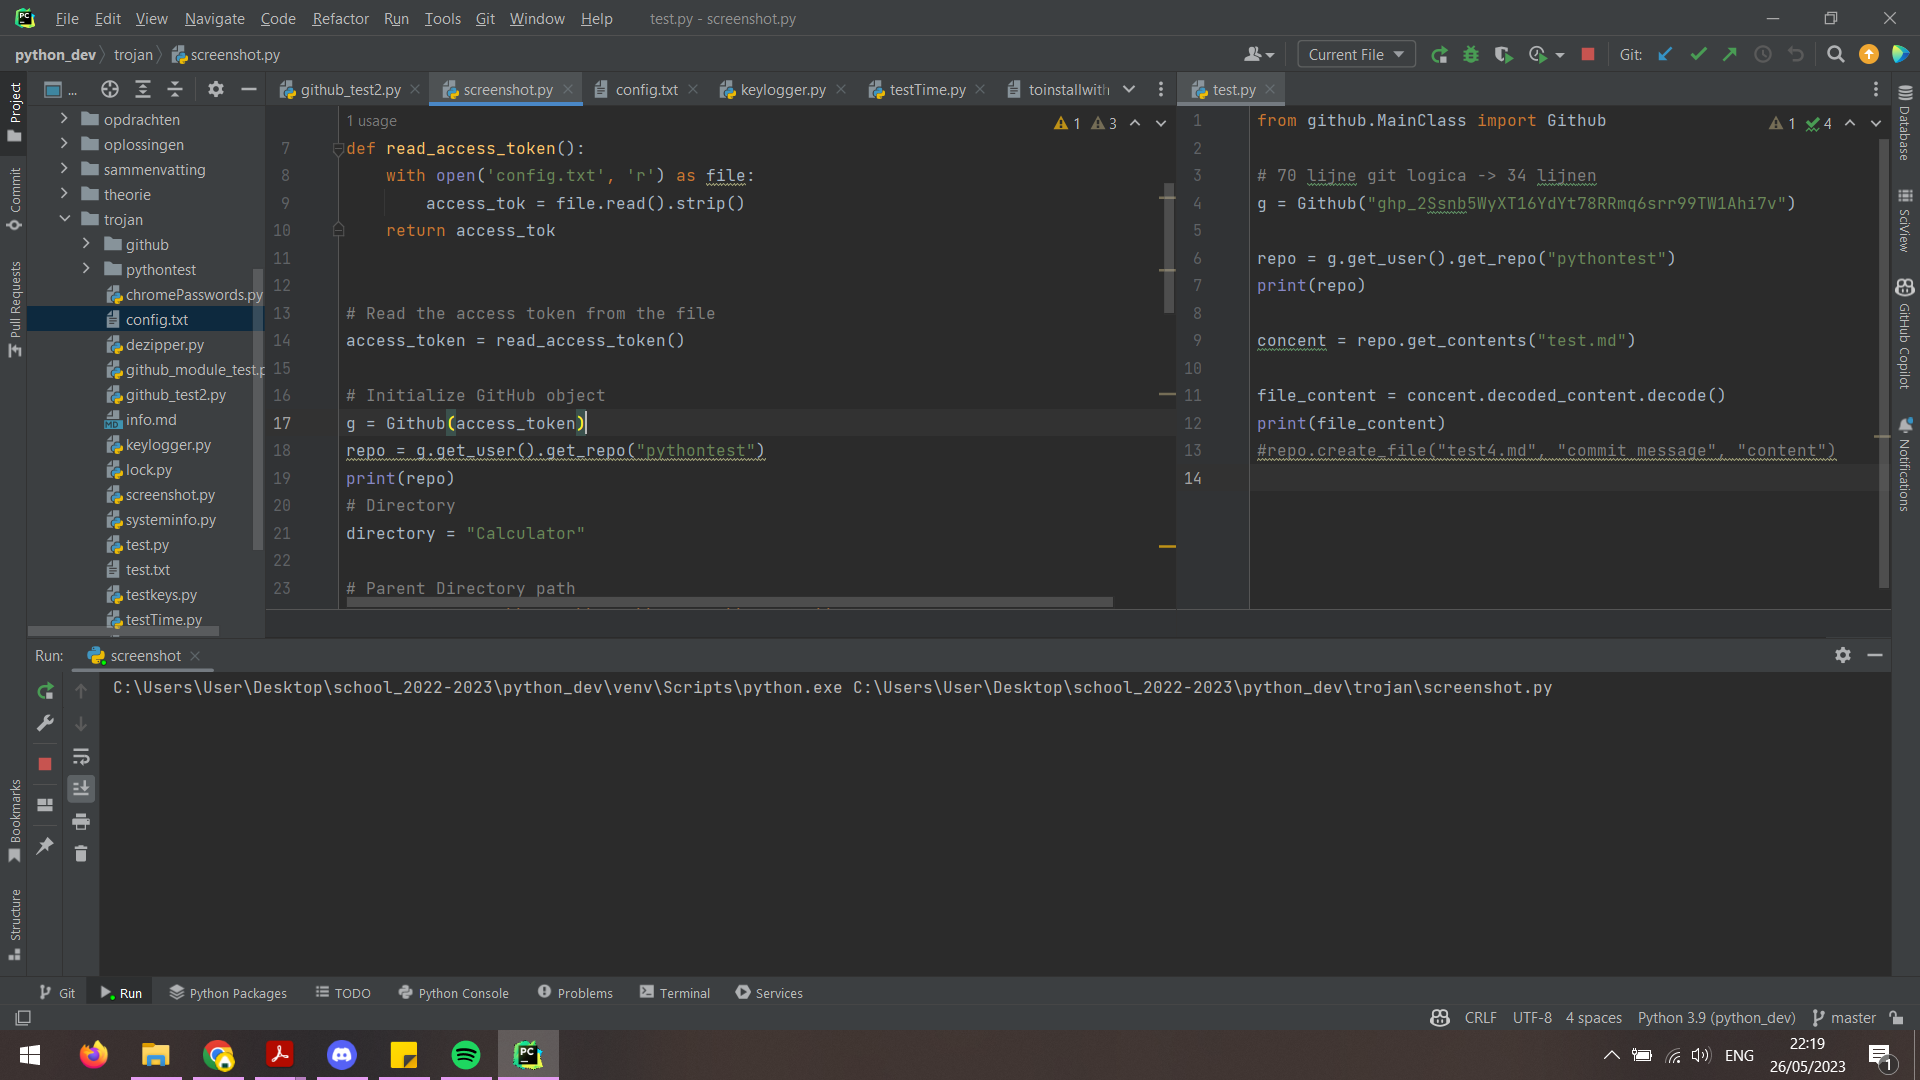 File Edit View Navigate Code Refactor Run Tools Git Window Help test.py - screenshot.py
python_dev trojan screenshot.py Current File Git:
Project
Commit
Pull Requests
Bookmarks
Structure
...
opdrachten
oplossingen
sammenvatting
theorie
trojan
github
pythontest
chromePasswords.py
config.txt
dezipper.py
github_module_test.p
github_test2.py
info.md
keylogger.py
lock.py
screenshot.py
systeminfo.py
test.py
test.txt
testkeys.py
testTime.py
github_test2.py screenshot.py config.txt keylogger.py testTime.py toinstallwith
1 usage 1 3
7 def read_access_token():
8 with open('config.txt', 'r') as file:
9 access_tok = file.read().strip()
10 return access_tok
11
12
13 # Read the access token from the file
14 access_token = read_access_token()
15
16 # Initialize GitHub object
17 g = Github(access_token)
18 repo = g.get_user().get_repo("pythontest")
19 print(repo)
20 # Directory
21 directory = "Calculator"
22
23 # Parent Directory path
test.py
1 from github.MainClass import Github 1 4
2
3 # 70 lijne git logica -> 34 lijnen
4 g = Github("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")
5
6 repo = g.get_user().get_repo("pythontest")
7 print(repo)
8
9 concent = repo.get_contents("test.md")
10
11 file_content = concent.decoded_content.decode()
12 print(file_content)
13 #repo.create_file("test4.md", "commit message", "content")
14
Database
SciView
GitHub Copilot
Notifications
Run: screenshot
C:\Users\User\Desktop\school_2022-2023\python_dev\venv\Scripts\python.exe C:\Users\User\Desktop\school_2022-2023\python_dev\trojan\screenshot.py
Git Run Python Packages TODO Python Console Problems Terminal Services
CRLF UTF-8 4 spaces Python 3.9 (python_dev) master
PC
ENG
22:19
26/05/2023
1